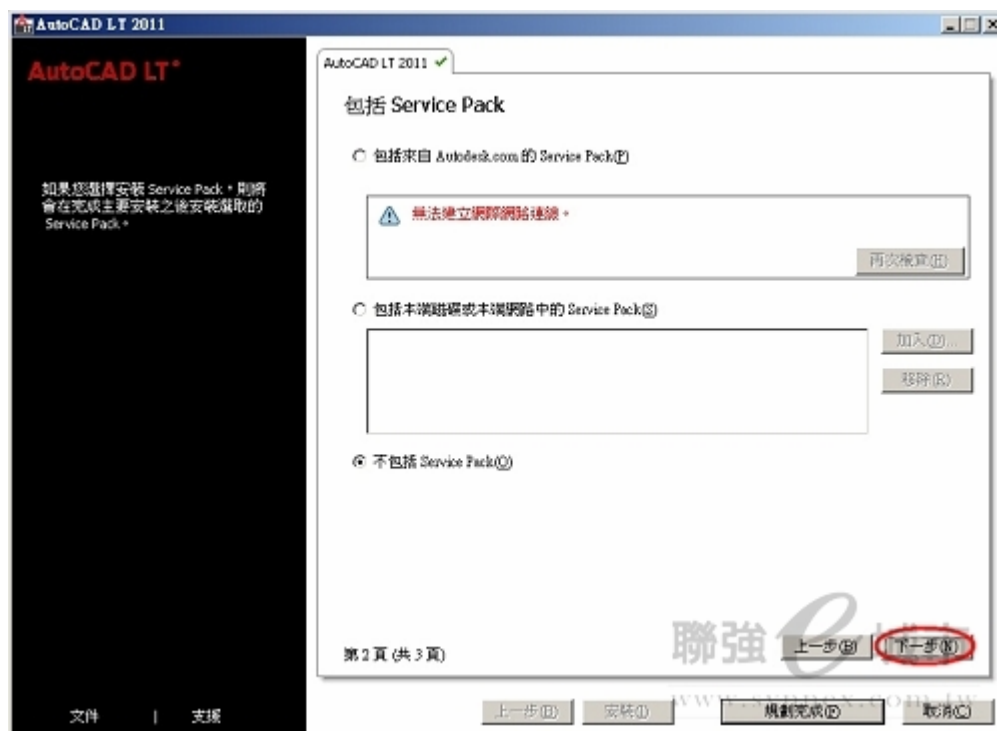 AutoCAD LT 2011
AutoCAD LT
如果您選擇安裝 Service Pack，則將
會在完成主要安裝之後安裝選取的
Service Pack。
文件 | 支援
AutoCAD LT 2011
包括 Service Pack
包括來自 Autodesk.com 的 Service Pack(P)
無法建立網際網路連線。
再次檢查(H)
包括本端磁碟或本端網路中的 Service Pack(S)
加入(D)...
移除(R)
不包括 Service Pack(O)
聯強e
第 2 頁 (共 3 頁)
上一步(B) 下一步(N)
www.synnex.com.tw
上一步(B) 安裝(I) 規劃完成(F) 取消(C)